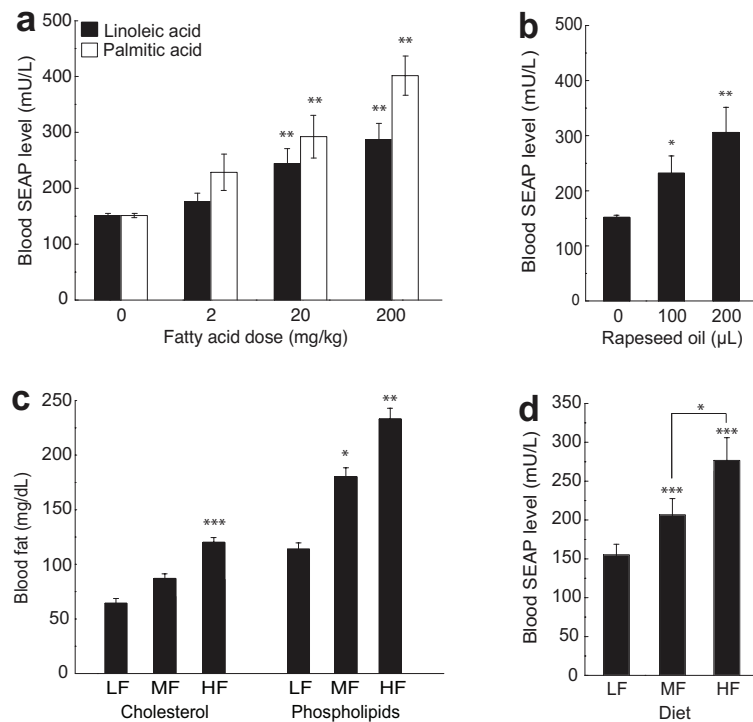 a
500
400
300
200
100
0
Blood SEAP level (mU/L)
Linoleic acid
Palmitic acid
**
**
**
**
0 2 20 200
Fatty acid dose (mg/kg)
b
500
400
300
200
100
0
Blood SEAP level (mU/L)
*
**
0 100 200
Rapeseed oil (µL)
c
250
200
150
100
50
0
Blood fat (mg/dL)
***
*
**
LF MF HF LF MF HF
Cholesterol Phospholipids
d
350
300
250
200
150
100
50
0
Blood SEAP level (mU/L)
*
***
***
LF MF HF
Diet